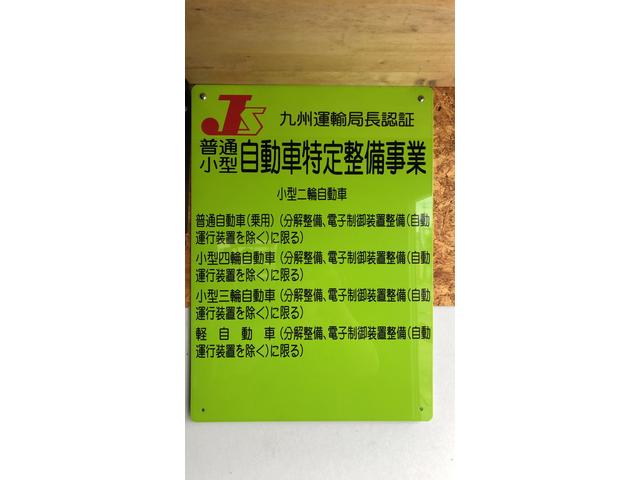 JS 九州運輸局長認証
普通
小型 自動車特定整備事業
小型二輪自動車
普通自動車(乗用)(分解整備、電子制御装置整備(自動
運行装置を除く)に限る)
小型四輪自動車(分解整備、電子制御装置整備(自動
運行装置を除く)に限る)
小型三輪自動車(分解整備、電子制御装置整備(自動
運行装置を除く)に限る)
軽自動車(分解整備、電子制御装置整備(自動
運行装置を除く)に限る)